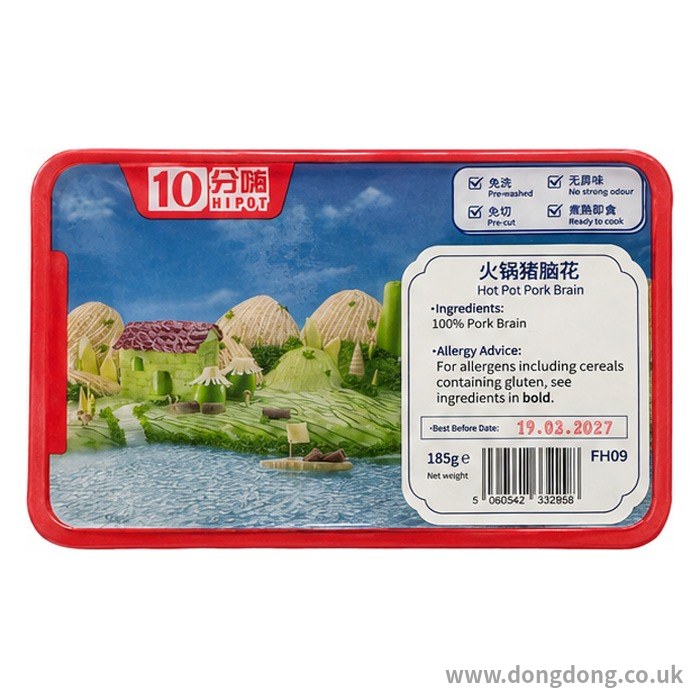 10分嗨
HIPOT
免洗
Pre-washed
无腥味
No strong odour
免切
Pre-cut
煮熟即食
Ready to cook
火锅猪脑花
Hot Pot Pork Brain
•Ingredients:
100% Pork Brain
•Allergy Advice:
For allergens including cereals
containing gluten, see
ingredients in bold.
•Best Before Date: 19.03.2027
185g e
Net weight
FH09
5 060542 332858
www.dongdong.co.uk